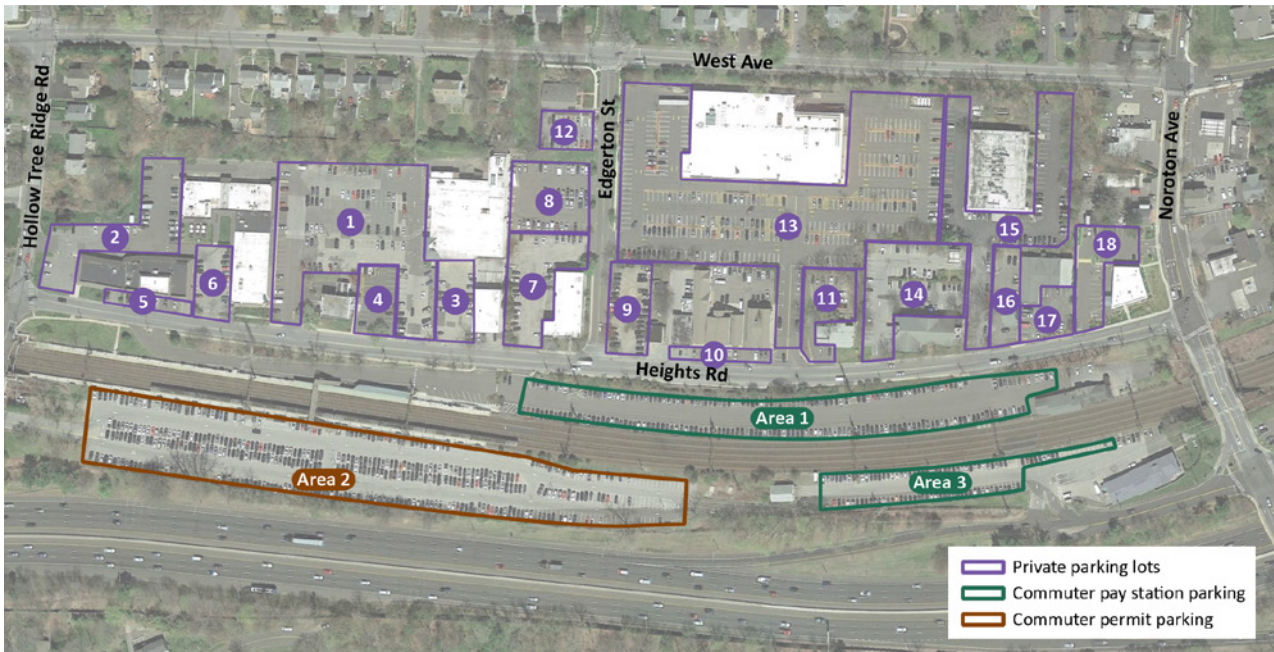 West Ave
Hollow Tree Ridge Rd
Edgerton St
Noroton Ave
12
1
8
2
13
15
18
6
7
5
4
3
9
11
14
16
17
10
Heights Rd
Area 1
Area 2
Area 3
Private parking lots
Commuter pay station parking
Commuter permit parking